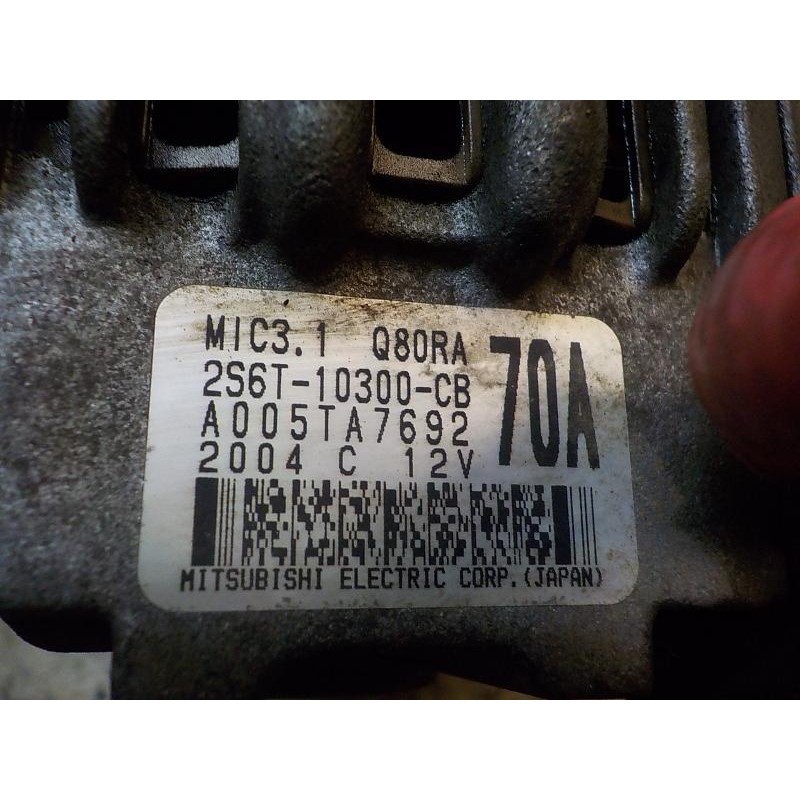 MIC3.1 Q80RA 70A
2S6T-10300-CB
A005TA7692
2004 C 12V
MITSUBISHI ELECTRIC CORP.(JAPAN)